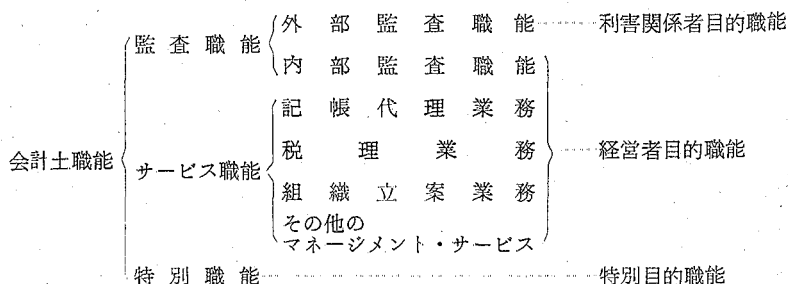 外部監査職能……利害関係者目的職能
監査職能
内部監査職能
記帳代理業務
税理業務……経営者目的職能
会計士職能
サービス職能
組織立案業務
その他の
マネージメント・サービス
特別職能……特別目的職能